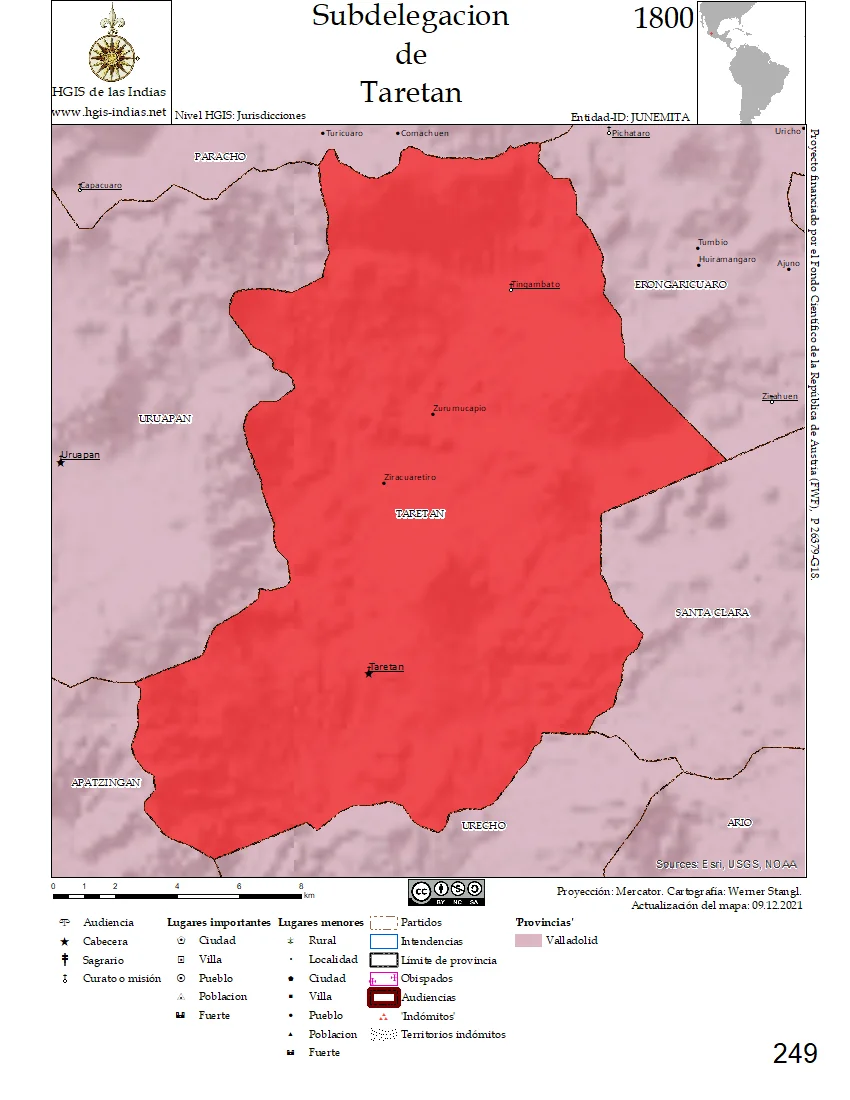 Subdelegacion
de
Taretan
1800
HGIS de las Indias
www.hgis-indias.net
Nivel HGIS: Jurisdicciones
Entidad-ID: JUNEMITA
Turicuaro
Comachuen
Pichataro
Uricho
PARACHO
Capacuaro
Tumbio
Huiramangaro
Ajuno
Tingambato
ERONGARICUARO
Zirahuen
Zurumucapio
URUAPAN
Uruapan
Ziracuaretiro
TARETAN
SANTA CLARA
Taretan
APATZINGAN
URECHO
ARIO
Sources: Esri, USGS, NOAA
Proyecto financiado por el Fondo Científico de la República de Austria (FWF), P 26379-G18.
0 1 2 4 6 8 km
cc BY NC SA
Proyección: Mercator. Cartografía: Werner Stangl.
Actualización del mapa: 09.12.2021
Audiencia
Cabecera
Sagrario
Curato o misión
Lugares importantes
Ciudad
Villa
Pueblo
Poblacion
Fuerte
Lugares menores
Rural
Localidad
Ciudad
Villa
Pueblo
Poblacion
Fuerte
Partidos
Intendencias
Límite de provincia
Obispados
Audiencias
'Indómitos'
Territorios indómitos
'Provincias'
Valladolid
249